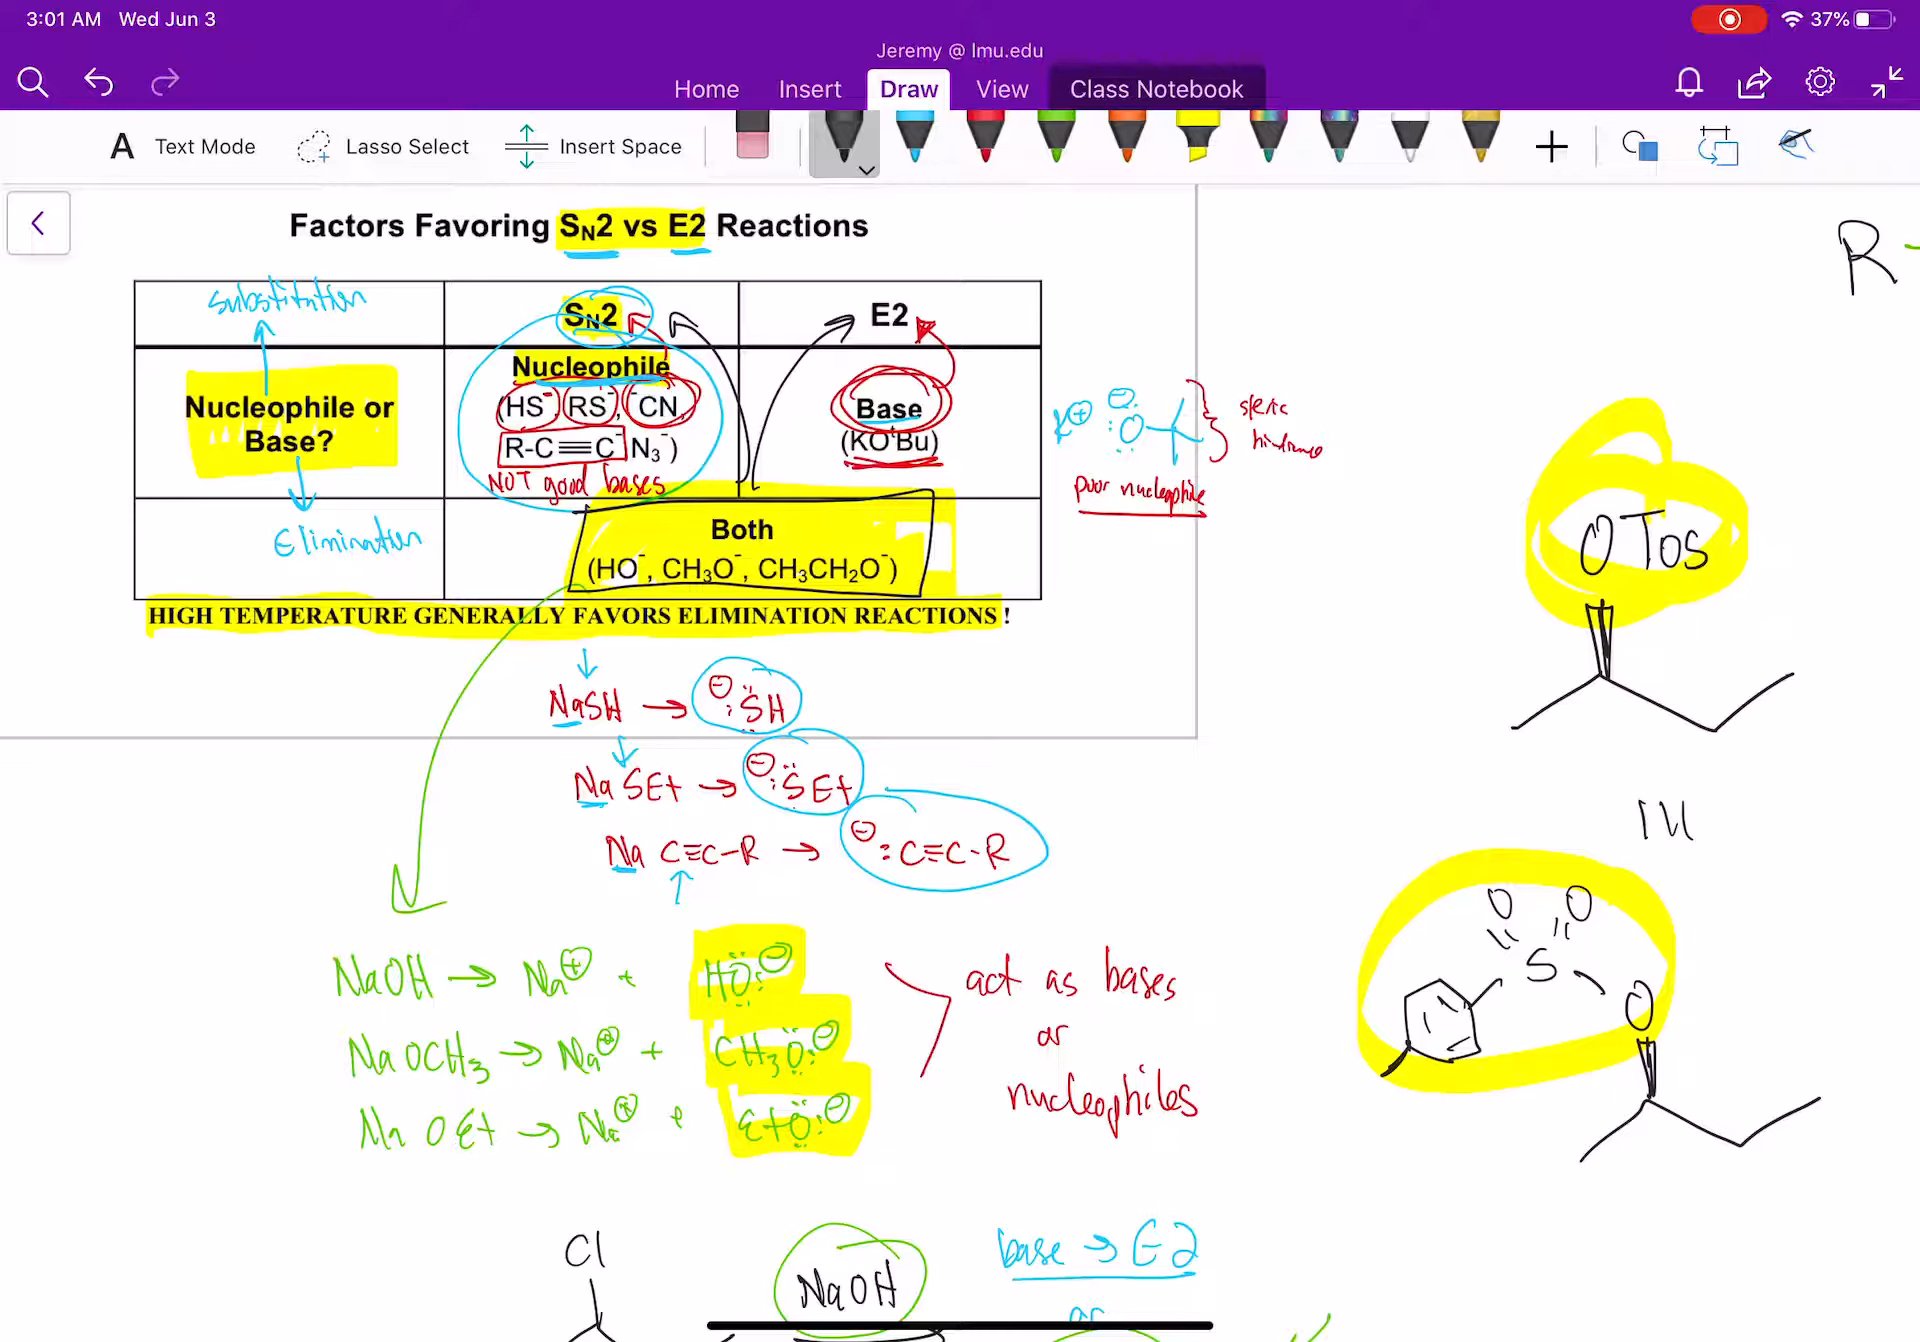 3:01 AM Wed Jun 3
37%
Jeremy @ lmu.edu
Home Insert Draw View Class Notebook
A Text Mode Lasso Select Insert Space
Factors Favoring SN2 vs E2 Reactions
substitution
SN2
E2
Nucleophile or
Base?
Nucleophile
(HS⁻, RS⁻, ⁻CN,
R-C≡C⁻ N₃⁻)
NOT good bases
Base
(KOᵗBu)
K⊕ ⊖:O
steric
hindrance
poor nucleophile
Elimination
Both
(HO⁻, CH₃O⁻, CH₃CH₂O⁻)
HIGH TEMPERATURE GENERALLY FAVORS ELIMINATION REACTIONS !
NaSH → ⊖:SH
NaSEt → ⊖:SEt
Na C≡C-R → ⊖:C≡C-R
NaOH → Na⊕ + HO:⊖
NaOCH₃ → Na⊕ + CH₃O:⊖
Na OEt → Na⊕ + EtO:⊖
act as bases
or
nucleophiles
Cl
NaOH
base → E2
or
R
OTos
O O
S
O